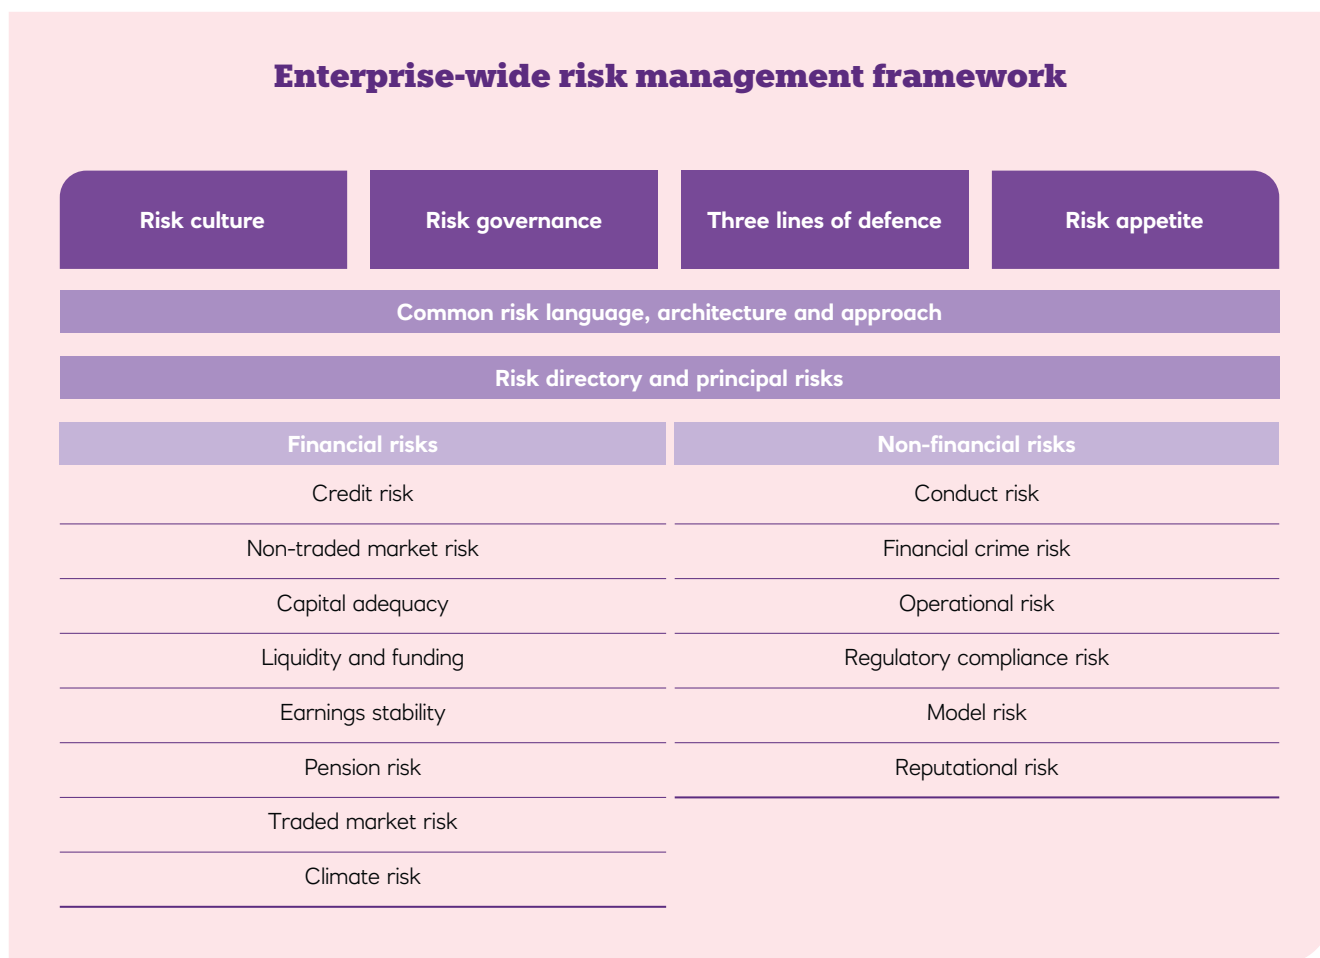 Enterprise-wide risk management framework
Risk culture
Risk governance
Three lines of defence
Risk appetite
Common risk language, architecture and approach
Risk directory and principal risks
Financial risks
Credit risk
Non-traded market risk
Capital adequacy
Liquidity and funding
Earnings stability
Pension risk
Traded market risk
Climate risk
Non-financial risks
Conduct risk
Financial crime risk
Operational risk
Regulatory compliance risk
Model risk
Reputational risk